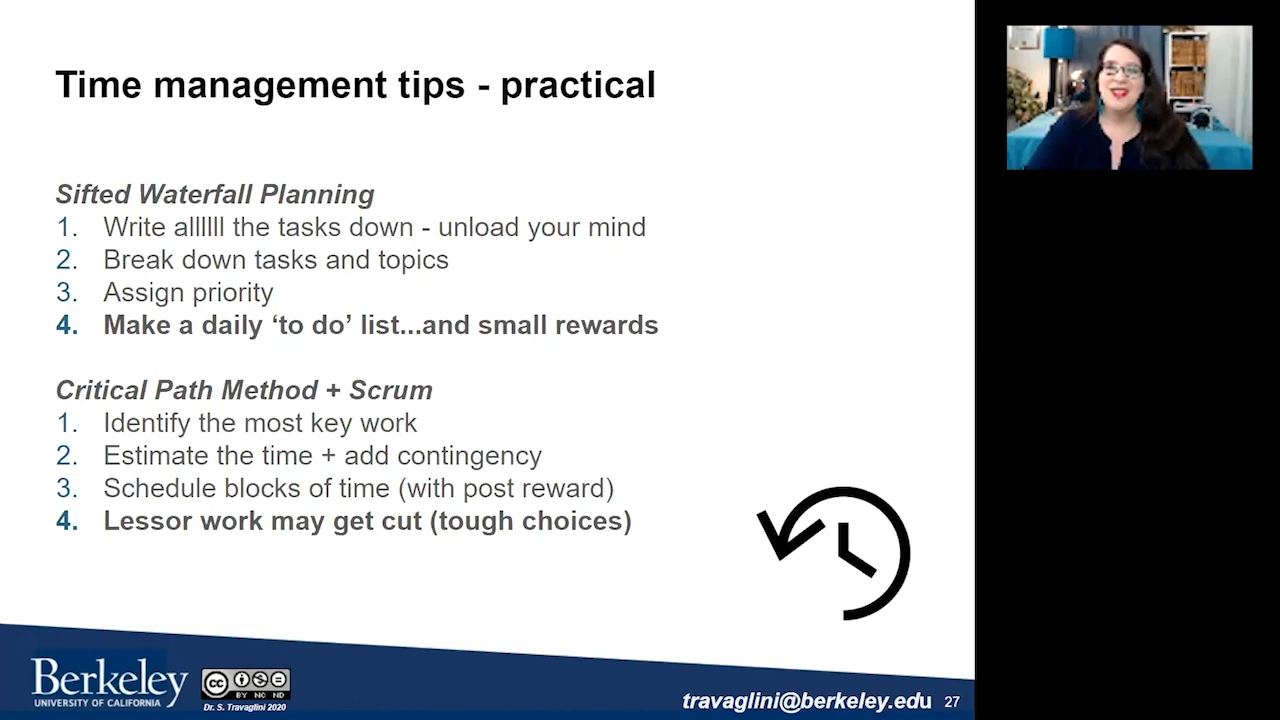 Time management tips - practical
Sifted Waterfall Planning
1. Write allllll the tasks down - unload your mind
2. Break down tasks and topics
3. Assign priority
4. Make a daily ‘to do’ list...and small rewards
Critical Path Method + Scrum
1. Identify the most key work
2. Estimate the time + add contingency
3. Schedule blocks of time (with post reward)
4. Lessor work may get cut (tough choices)
Berkeley
UNIVERSITY OF CALIFORNIA
cc
BY NC ND
Dr. S. Travaglini 2020
travaglini@berkeley.edu 27